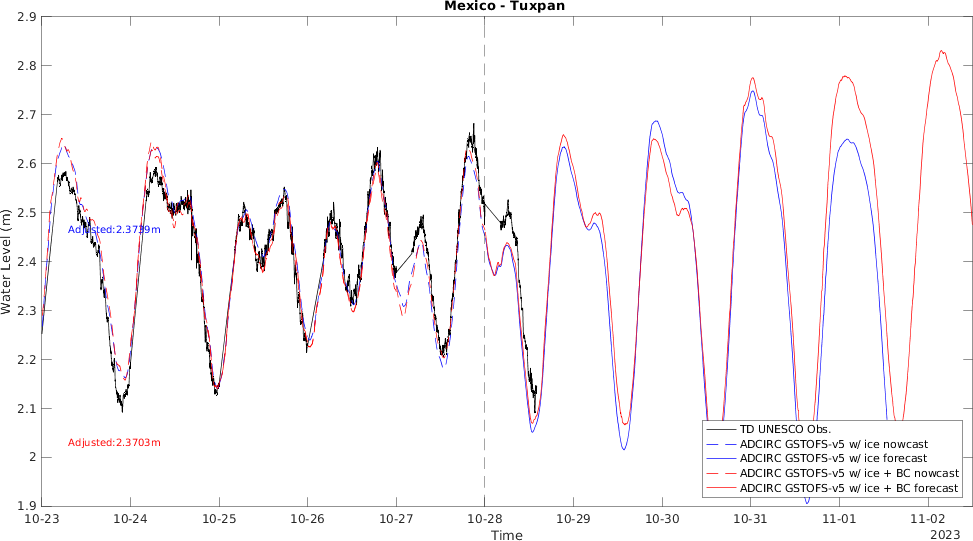 Mexico - Tuxpan
2.9
2.8
2.7
2.6
2.5
2.4
2.3
2.2
2.1
2
1.9
Water Level (m)
Adjusted:2.3739m
Adjusted:2.3703m
TD UNESCO Obs.
ADCIRC GSTOFS-v5 w/ ice nowcast
ADCIRC GSTOFS-v5 w/ ice forecast
ADCIRC GSTOFS-v5 w/ ice + BC nowcast
ADCIRC GSTOFS-v5 w/ ice + BC forecast
10-23 10-24 10-25 10-26 10-27 10-28 10-29 10-30 10-31 11-01 11-02
Time
2023